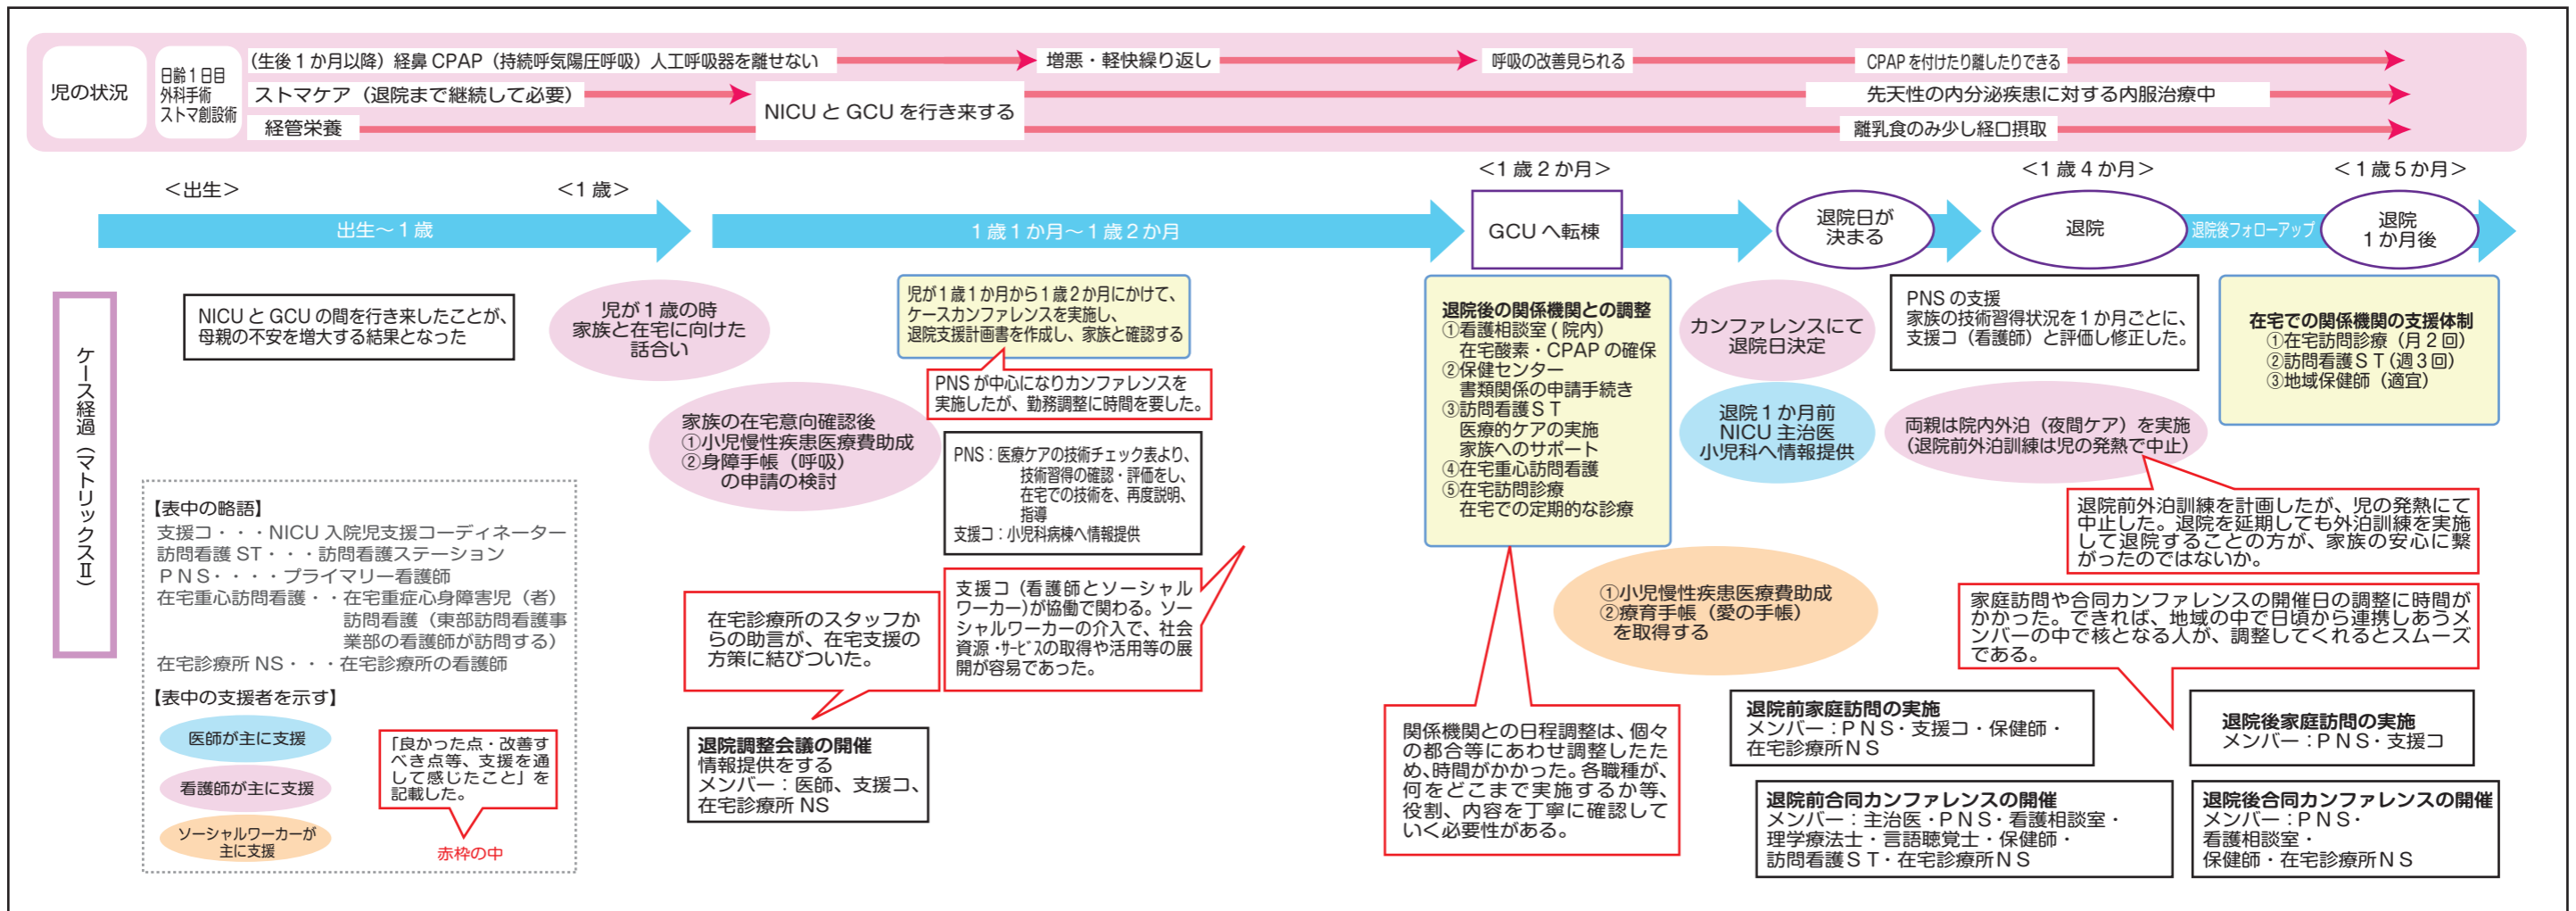 児の状況
日齢1日目
外科手術
ストマ創設術
(生後1か月以降) 経鼻CPAP（持続呼気陽圧呼吸）人工呼吸器を離せない
増悪・軽快繰り返し
呼吸の改善見られる
CPAPを付けたり離したりできる
ストマケア（退院まで継続して必要）
NICUとGCUを行き来する
先天性の内分泌疾患に対する内服治療中
経管栄養
離乳食のみ少し経口摂取
＜出生＞
＜1歳＞
＜1歳2か月＞
＜1歳4か月＞
＜1歳5か月＞
出生～1歳
1歳1か月～1歳2か月
GCUへ転棟
退院日が
決まる
退院
退院後フォローアップ
退院
1か月後
ケース経過（マトリックスⅡ）
NICUとGCUの間を行き来したことが、
母親の不安を増大する結果となった
児が1歳の時
家族と在宅に向けた
話合い
家族の在宅意向確認後
①小児慢性疾患医療費助成
②身障手帳（呼吸）
の申請の検討
児が1歳1か月から1歳2か月にかけて、
ケースカンファレンスを実施し、
退院支援計画書を作成し、家族と確認する
PNSが中心になりカンファレンスを
実施したが、勤務調整に時間を要した。
PNS：医療ケアの技術チェック表より、
技術習得の確認・評価をし、
在宅での技術を、再度説明、
指導
支援コ：小児科病棟へ情報提供
支援コ（看護師とソーシャル
ワーカー)が協働で関わる。ソー
シャルワーカーの介入で、社会
資源・ｻｰﾋﾞｽの取得や活用等の展
開が容易であった。
在宅診療所のスタッフか
らの助言が、在宅支援の
方策に結びついた。
退院調整会議の開催
情報提供をする
メンバー：医師、支援コ、
在宅診療所NS
退院後の関係機関との調整
①看護相談室(院内)
在宅酸素・CPAPの確保
②保健センター
書類関係の申請手続き
③訪問看護ＳＴ
医療的ケアの実施
家族へのサポート
④在宅重心訪問看護
⑤在宅訪問診療
在宅での定期的な診療
関係機関との日程調整は、個々
の都合等にあわせ調整したた
め、時間がかかった。各職種が、
何をどこまで実施するか等、
役割、内容を丁寧に確認して
いく必要性がある。
カンファレンスにて
退院日決定
退院1か月前
NICU主治医
小児科へ情報提供
①小児慢性疾患医療費助成
②療育手帳（愛の手帳）
を取得する
PNSの支援
家族の技術習得状況を1か月ごとに、
支援コ（看護師）と評価し修正した。
両親は院内外泊（夜間ケア）を実施
(退院前外泊訓練は児の発熱で中止)
退院前外泊訓練を計画したが、児の発熱にて
中止した。退院を延期しても外泊訓練を実施
して退院することの方が、家族の安心に繋
がったのではないか。
家庭訪問や合同カンファレンスの開催日の調整に時間が
かかった。できれば、地域の中で日頃から連携しあうメ
ンバーの中で核となる人が、調整してくれるとスムーズ
である。
退院前家庭訪問の実施
メンバー：ＰＮＳ・支援コ・保健師・
在宅診療所ＮＳ
退院前合同カンファレンスの開催
メンバー：主治医・ＰＮＳ・看護相談室・
理学療法士・言語聴覚士・保健師・
訪問看護ＳＴ・在宅診療所ＮＳ
在宅での関係機関の支援体制
①在宅訪問診療（月2回）
②訪問看護ＳＴ(週3回)
③地域保健師（適宜）
退院後家庭訪問の実施
メンバー：ＰＮＳ・支援コ
退院後合同カンファレンスの開催
メンバー：ＰＮＳ・
看護相談室・
保健師・在宅診療所ＮＳ
【表中の略語】
支援コ・・・NICU入院児支援コーディネーター
訪問看護ST・・・訪問看護ステーション
ＰＮＳ・・・・プライマリー看護師
在宅重心訪問看護・・在宅重症心身障害児（者）
訪問看護（東部訪問看護事
業部の看護師が訪問する）
在宅診療所NS・・・在宅診療所の看護師
【表中の支援者を示す】
医師が主に支援
看護師が主に支援
ソーシャルワーカーが
主に支援
「良かった点・改善す
べき点等、支援を通
して感じたこと」を
記載した。
赤枠の中